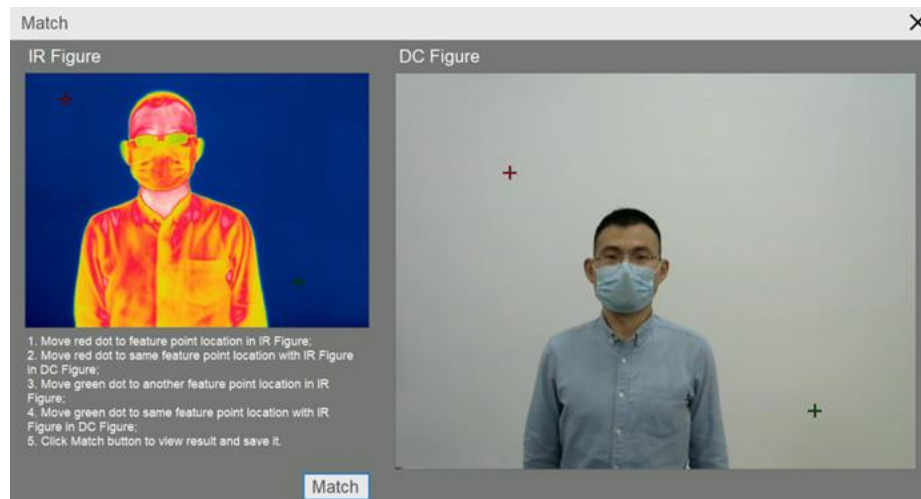 Match
IR Figure
DC Figure
1. Move red dot to feature point location in IR Figure;
2. Move red dot to same feature point location with IR Figure
in DC Figure;
3. Move green dot to another feature point location in IR
Figure;
4. Move green dot to same feature point location with IR
Figure in DC Figure;
5. Click Match button to view result and save it.
Match